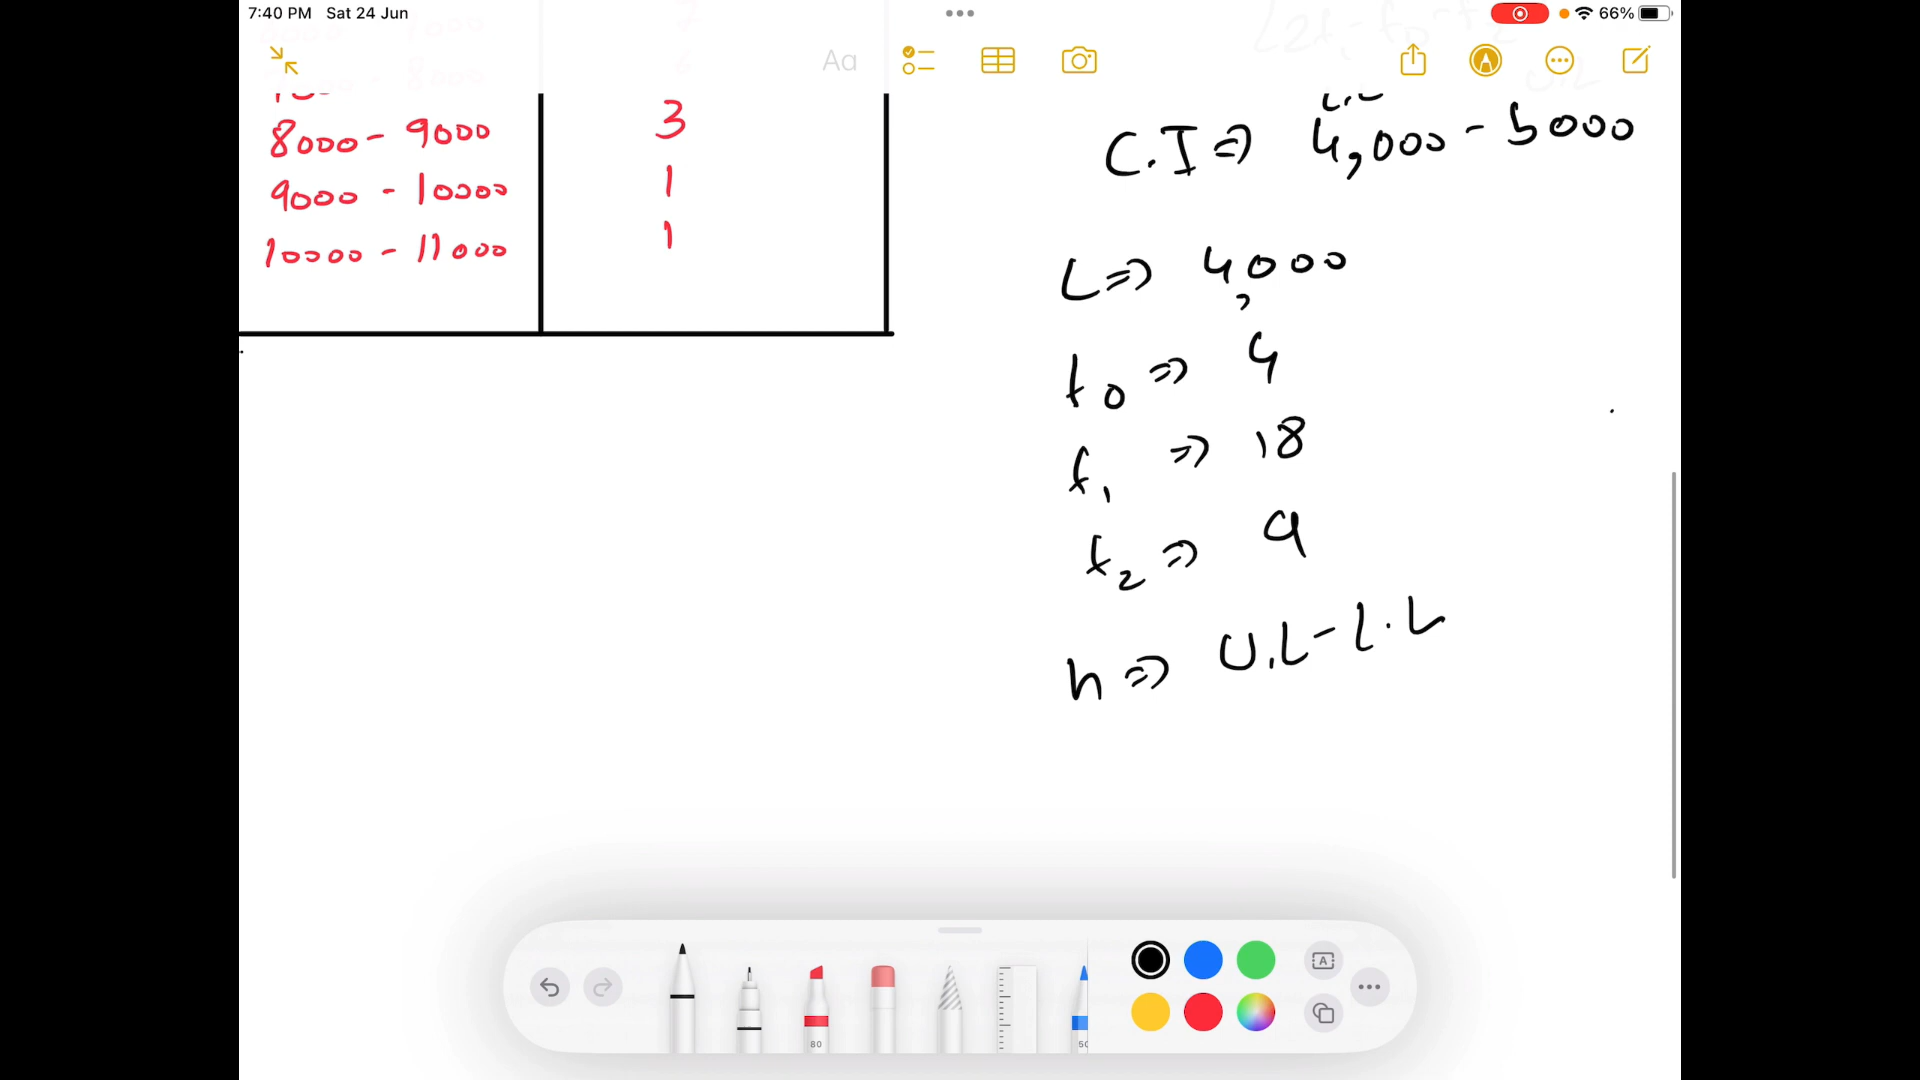 7:40 PM Sat 24 Jun
66%
Aa
8000 - 9000 3
9000 - 10000 1
10000 - 11000 1
C.I ⇒ 4,000 - 5000
L ⇒ 4,000
f0 ⇒ 4
f1 ⇒ 18
f2 ⇒ 9
h ⇒ U.L - L.L
80
A